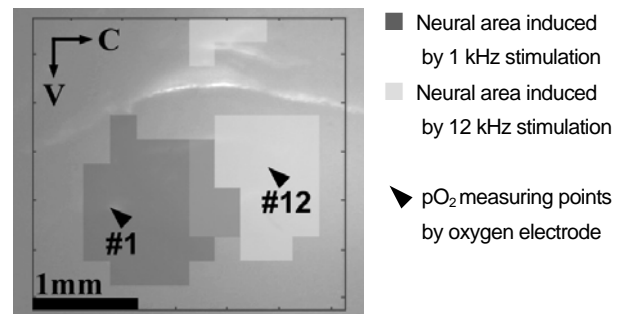 C
V
#1
#12
1mm
Neural area induced
by 1 kHz stimulation
Neural area induced
by 12 kHz stimulation
pO₂ measuring points
by oxygen electrode